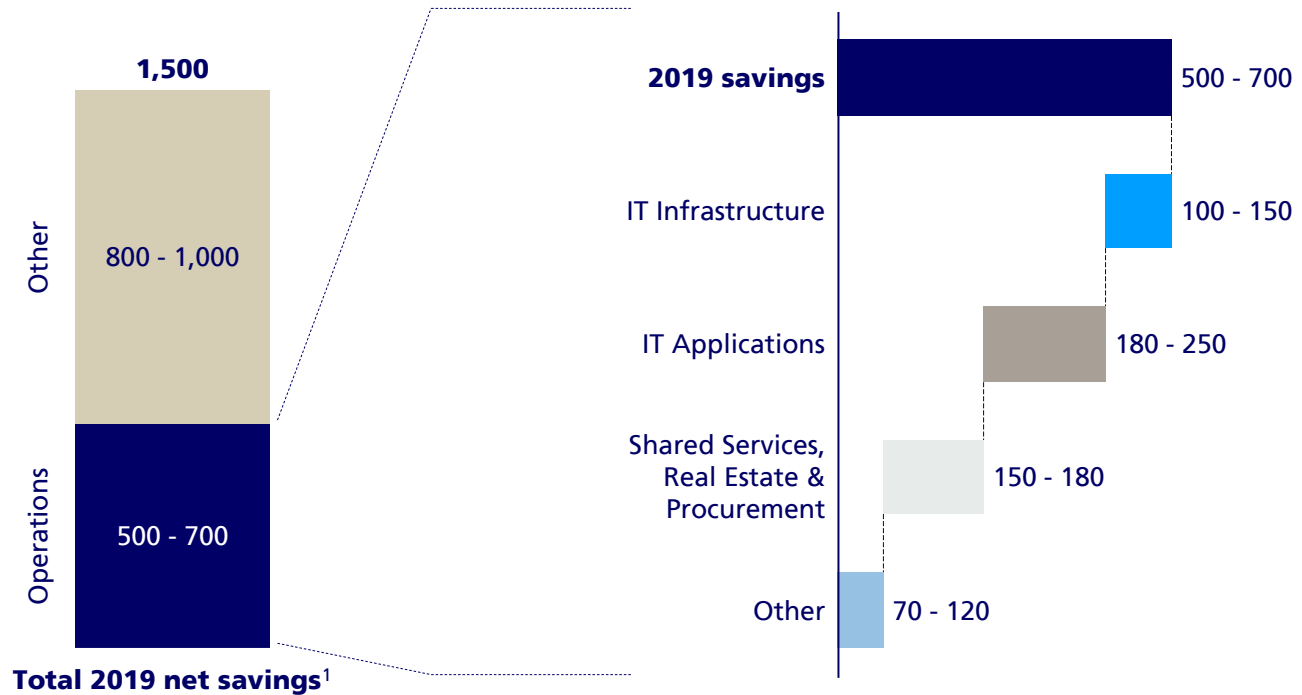 1,500
Other
800 - 1,000
Operations
500 - 700
Total 2019 net savings1
2019 savings
500 - 700
IT Infrastructure
100 - 150
IT Applications
180 - 250
Shared Services,
Real Estate &
Procurement
150 - 180
Other
70 - 120